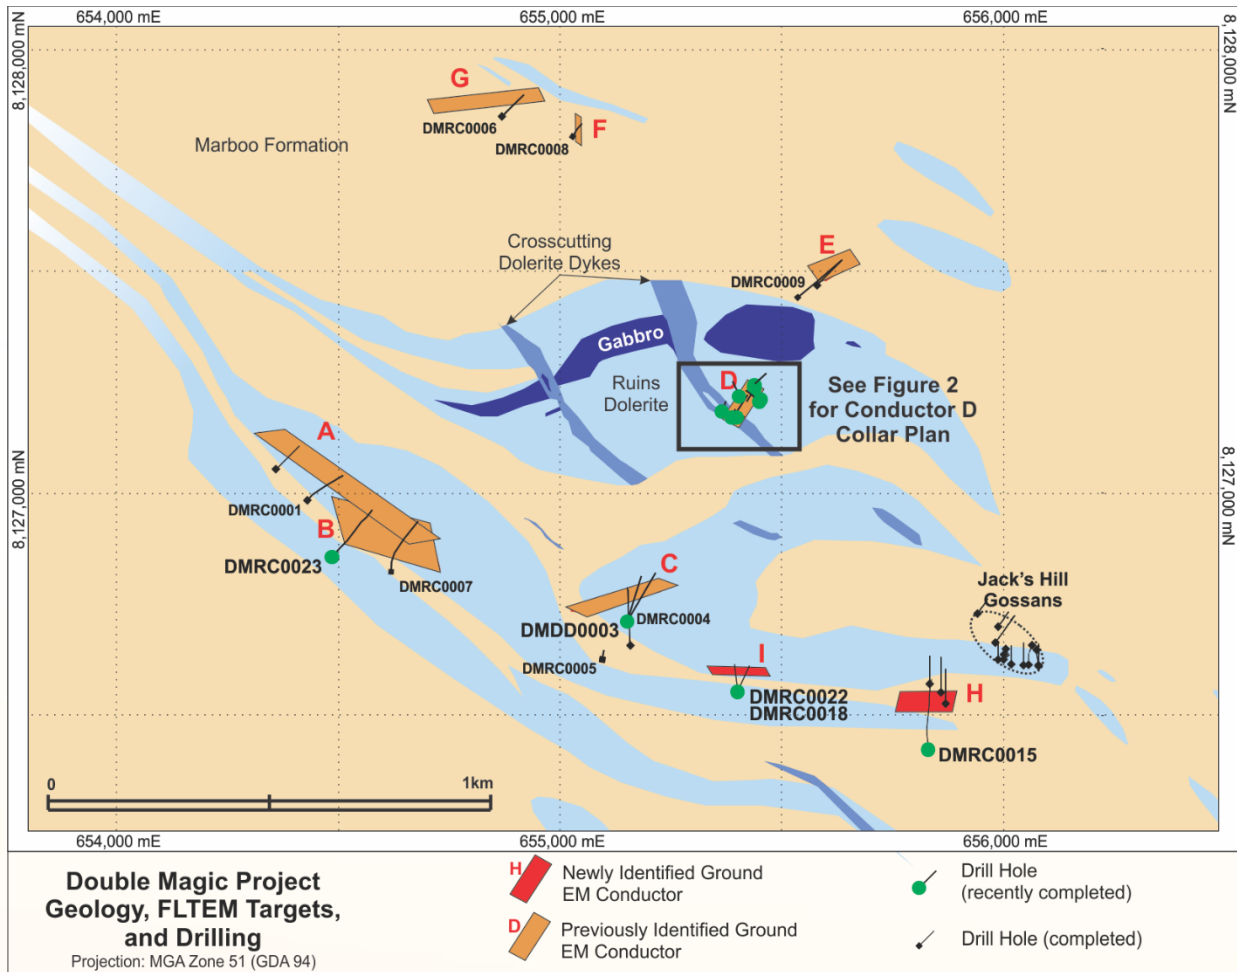 654,000 mE
655,000 mE
656,000 mE
8,128,000 mN
8,128,000 mN
G
DMRC0006
F
DMRC0008
Marboo Formation
Crosscutting
Dolerite Dykes
E
DMRC0009
Gabbro
Ruins
Dolerite
D
See Figure 2
for Conductor D
Collar Plan
A
DMRC0001
B
DMRC0023
DMRC0007
8,127,000 mN
8,127,000 mN
C
DMRC0004
DMDD0003
DMRC0005
I
DMRC0022
DMRC0018
Jack's Hill
Gossans
H
DMRC0015
0
1km
654,000 mE
655,000 mE
656,000 mE
Double Magic Project
Geology, FLTEM Targets,
and Drilling
Projection: MGA Zone 51 (GDA 94)
H
Newly Identified Ground
EM Conductor
D
Previously Identified Ground
EM Conductor
Drill Hole
(recently completed)
Drill Hole (completed)